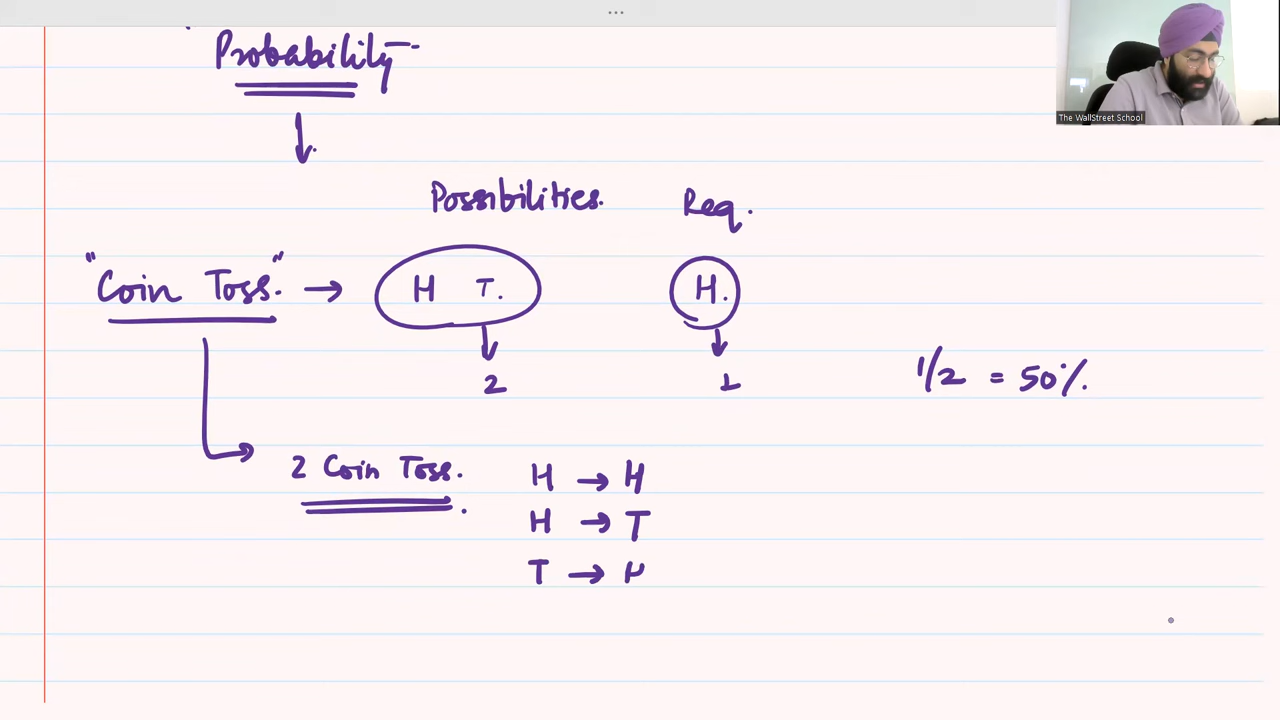 Probability
The WallStreet School
Possibilities. Req.
"Coin Toss." → H T. H.
2 1
1/2 = 50%.
2 Coin Toss. H → H
H → T
T → H